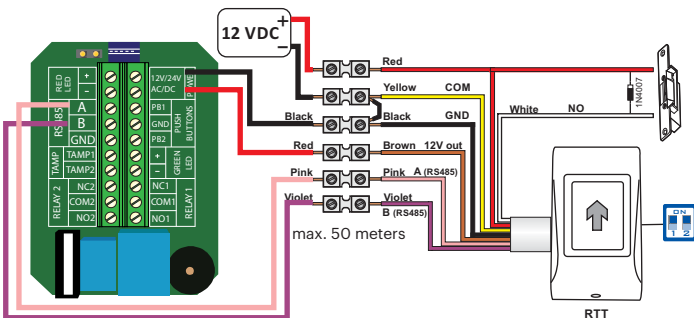 12 VDC
+
−
RED LED
+
−
RS485
A
B
GND
TAMP
TAMP1
TAMP2
RELAY 2
NC2
COM2
NO2
12V/24V
AC/DC
POWER
PB1
GND
PB2
PUSH BUTTONS
+
−
GREEN LED
NC1
COM1
NO1
RELAY 1
Red
Yellow COM
Black Black GND
Red Brown 12V out
Pink Pink A (RS485)
Violet Violet
B (RS485)
max. 50 meters
White NO
1N4007
ON
1 2
RTT